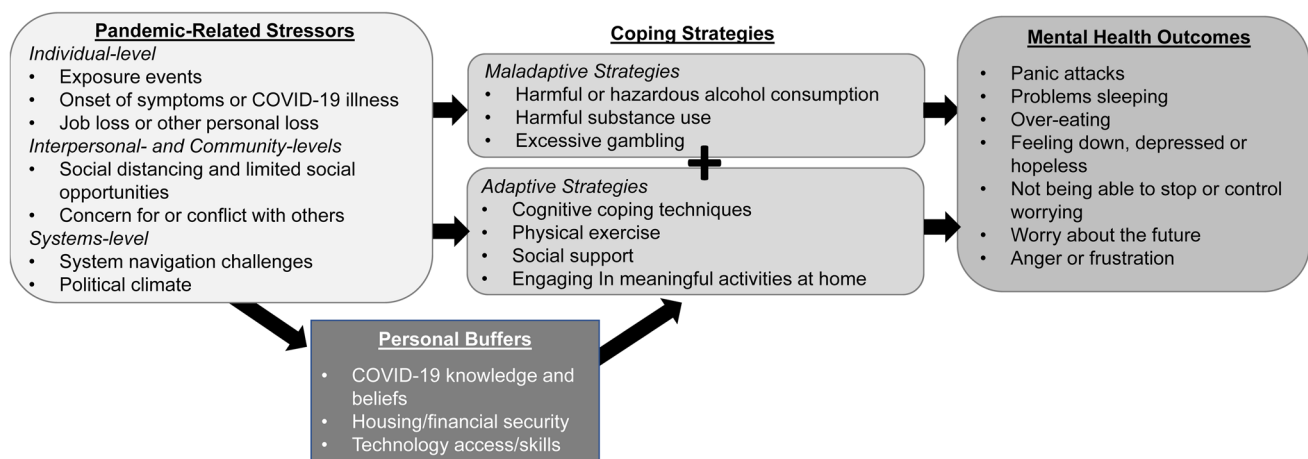 Pandemic-Related Stressors
Individual-level
• Exposure events
• Onset of symptoms or COVID-19 illness
• Job loss or other personal loss
Interpersonal- and Community-levels
• Social distancing and limited social
opportunities
• Concern for or conflict with others
Systems-level
• System navigation challenges
• Political climate
Coping Strategies
Maladaptive Strategies
• Harmful or hazardous alcohol consumption
• Harmful substance use
• Excessive gambling
+
Adaptive Strategies
• Cognitive coping techniques
• Physical exercise
• Social support
• Engaging In meaningful activities at home
Personal Buffers
• COVID-19 knowledge and
beliefs
• Housing/financial security
• Technology access/skills
Mental Health Outcomes
• Panic attacks
• Problems sleeping
• Over-eating
• Feeling down, depressed or
hopeless
• Not being able to stop or control
worrying
• Worry about the future
• Anger or frustration